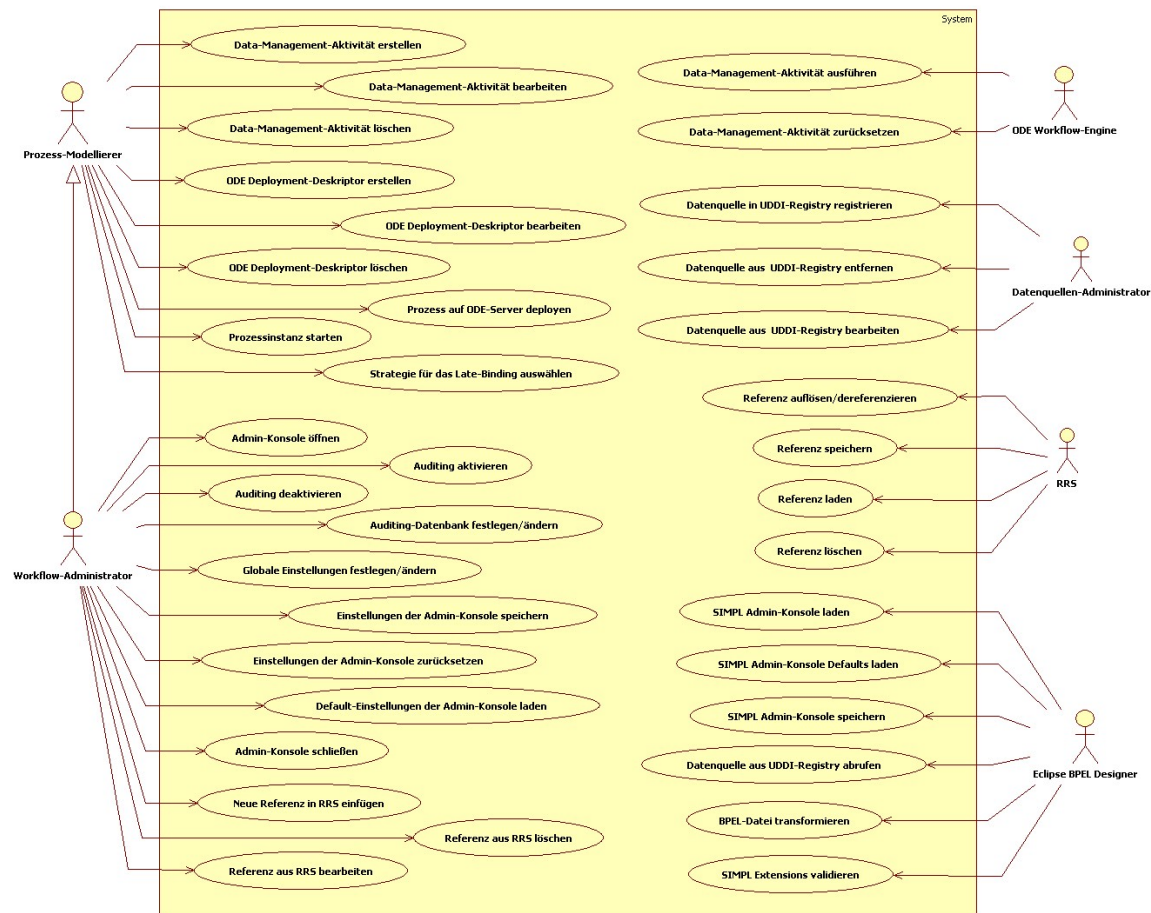 System
Data-Management-Aktivität erstellen
Data-Management-Aktivität bearbeiten
Data-Management-Aktivität löschen
Prozess-Modellierer
ODE Deployment-Deskriptor erstellen
ODE Deployment-Deskriptor bearbeiten
ODE Deployment-Deskriptor löschen
Prozess auf ODE-Server deployen
Prozessinstanz starten
Strategie für das Late-Binding auswählen
Admin-Konsole öffnen
Auditing aktivieren
Auditing deaktivieren
Auditing-Datenbank festlegen/ändern
Workflow-Administrator
Globale Einstellungen festlegen/ändern
Einstellungen der Admin-Konsole speichern
Einstellungen der Admin-Konsole zurücksetzen
Default-Einstellungen der Admin-Konsole laden
Admin-Konsole schließen
Neue Referenz in RRS einfügen
Referenz aus RRS löschen
Referenz aus RRS bearbeiten
Data-Management-Aktivität ausführen
Data-Management-Aktivität zurücksetzen
ODE Workflow-Engine
Datenquelle in UDDI-Registry registrieren
Datenquelle aus UDDI-Registry entfernen
Datenquellen-Administrator
Datenquelle aus UDDI-Registry bearbeiten
Referenz auflösen/dereferenzieren
Referenz speichern
RRS
Referenz laden
Referenz löschen
SIMPL Admin-Konsole laden
SIMPL Admin-Konsole Defaults laden
SIMPL Admin-Konsole speichern
Datenquelle aus UDDI-Registry abrufen
Eclipse BPEL Designer
BPEL-Datei transformieren
SIMPL Extensions validieren